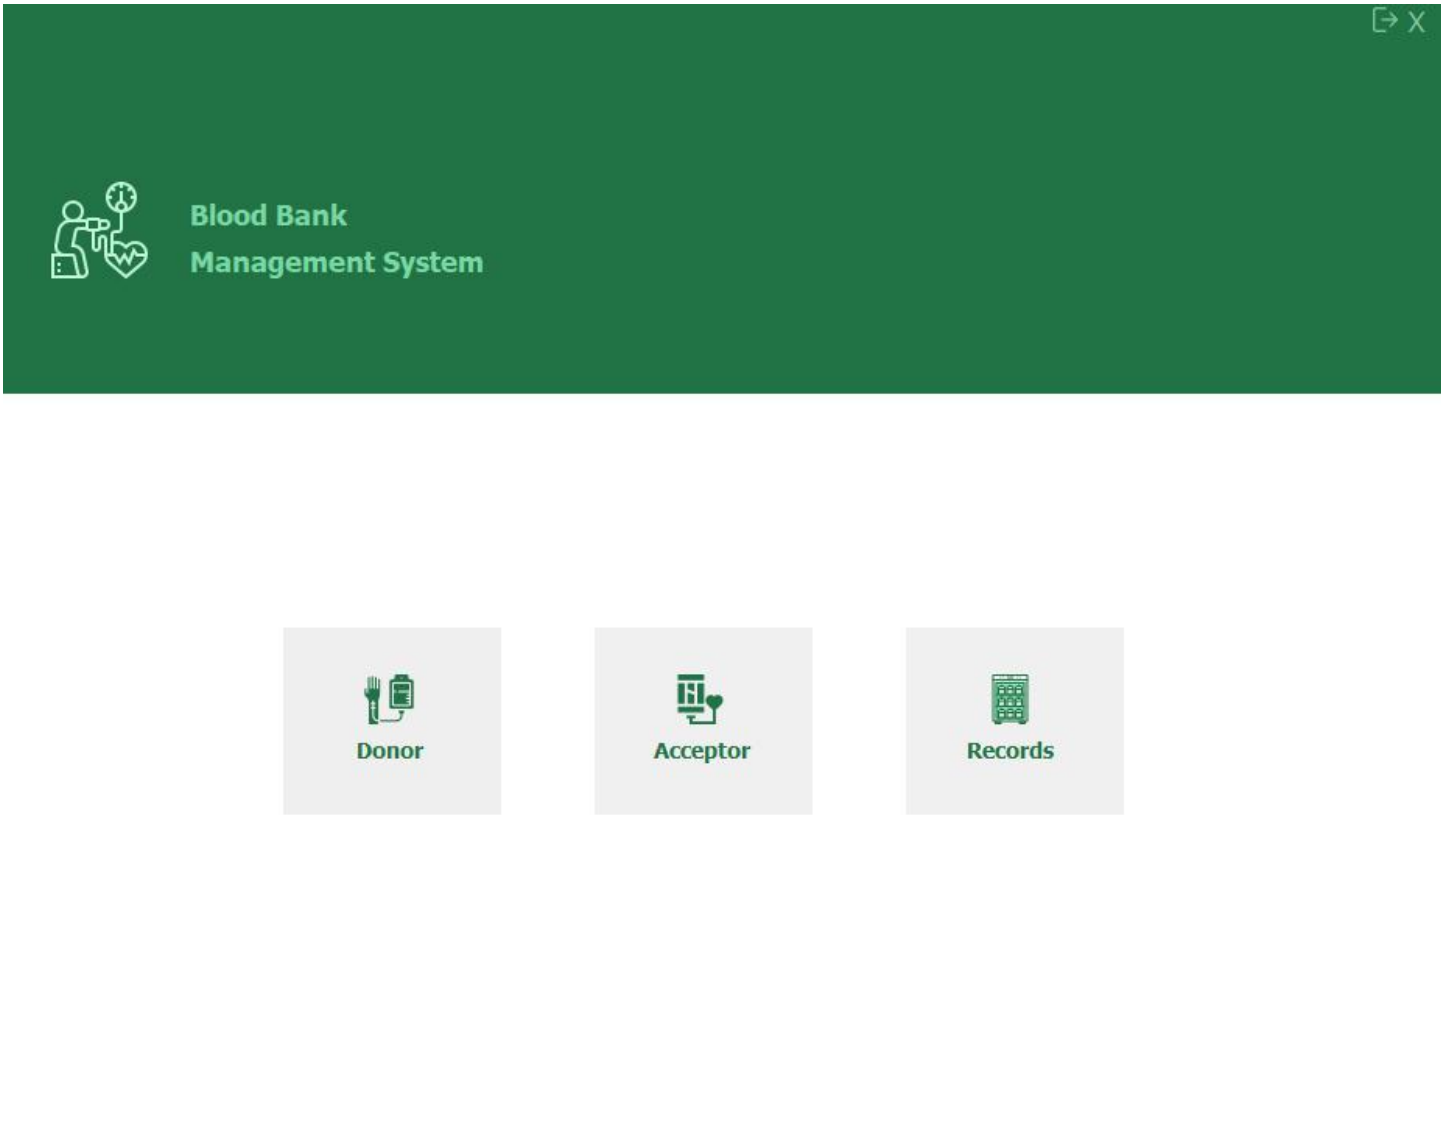 X
Blood Bank
Management System
Donor
Acceptor
Records